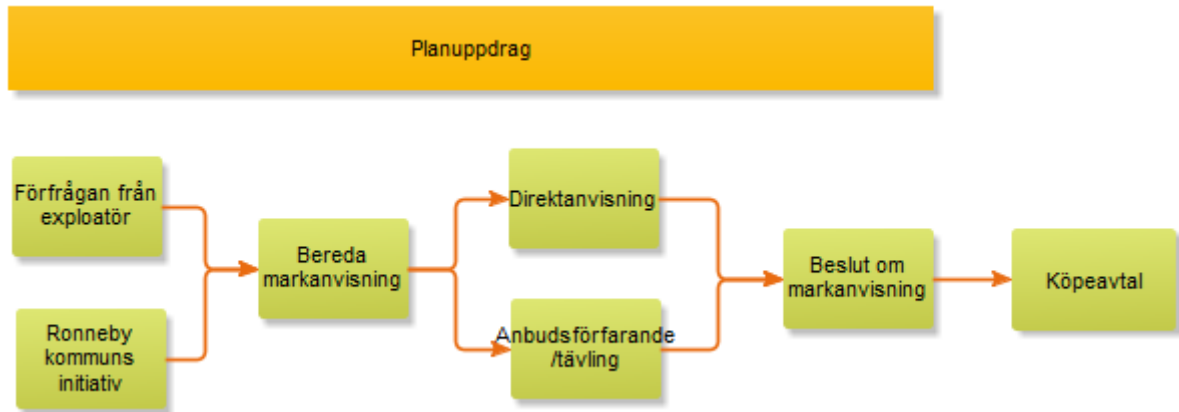 Planuppdrag
Förfrågan från
exploatör
Ronneby
kommuns
initiativ
Bereda
markanvisning
Direktanvisning
Anbudsförfarande
/tävling
Beslut om
markanvisning
Köpeavtal